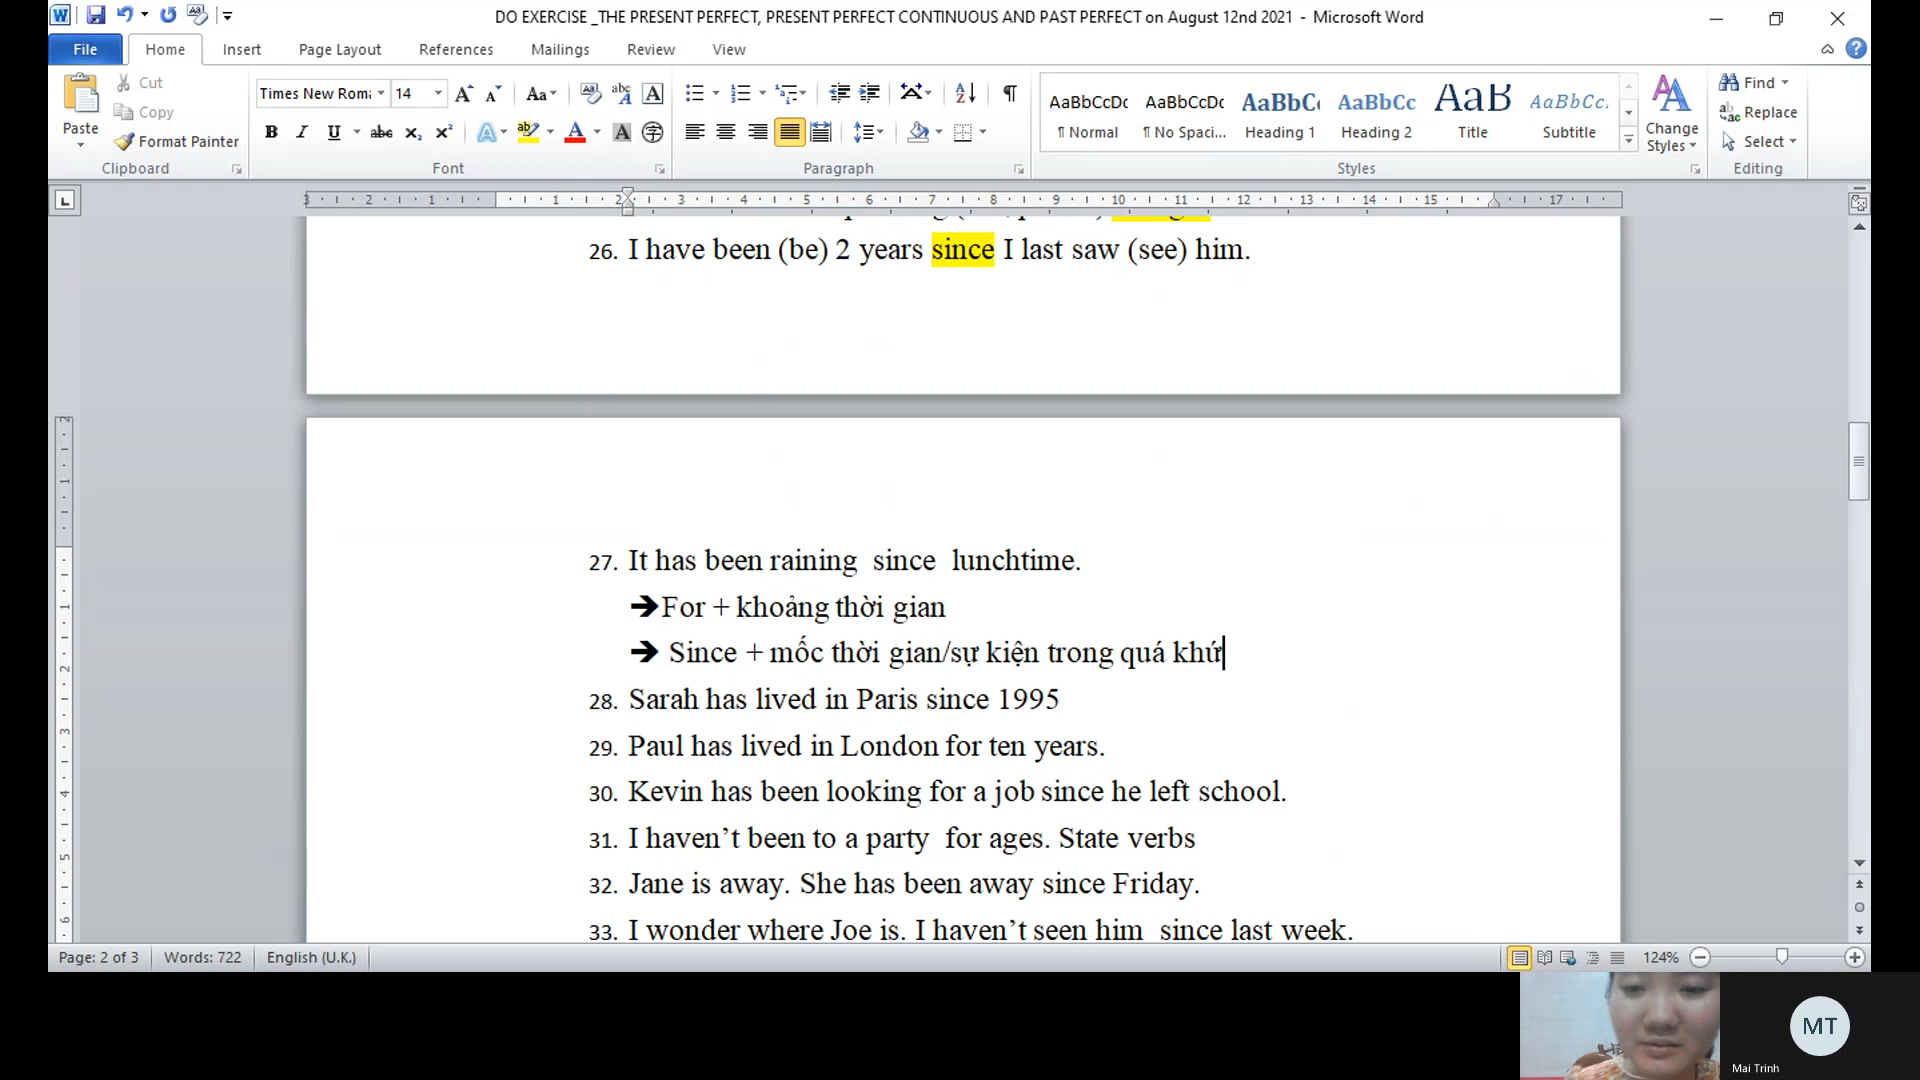 DO EXERCISE _THE PRESENT PERFECT, PRESENT PERFECT CONTINUOUS AND PAST PERFECT on August 12nd 2021 - Microsoft Word
File Home Insert Page Layout References Mailings Review View
Paste
Cut
Copy
Format Painter
Clipboard
Times New Roma 14
Font
Paragraph
AaBbCcDc AaBbCcDc AaBbC AaBbCc AaB AaBbCc.
¶ Normal ¶ No Spaci... Heading 1 Heading 2 Title Subtitle
Change Styles
Styles
Find
Replace
Select
Editing
26. I have been (be) 2 years since I last saw (see) him.
27. It has been raining since lunchtime.
➔For + khoảng thời gian
➔ Since + mốc thời gian/sự kiện trong quá khứ
28. Sarah has lived in Paris since 1995
29. Paul has lived in London for ten years.
30. Kevin has been looking for a job since he left school.
31. I haven’t been to a party for ages. State verbs
32. Jane is away. She has been away since Friday.
33. I wonder where Joe is. I haven’t seen him since last week.
Page: 2 of 3 Words: 722 English (U.K.) 124%
MT
Mai Trinh